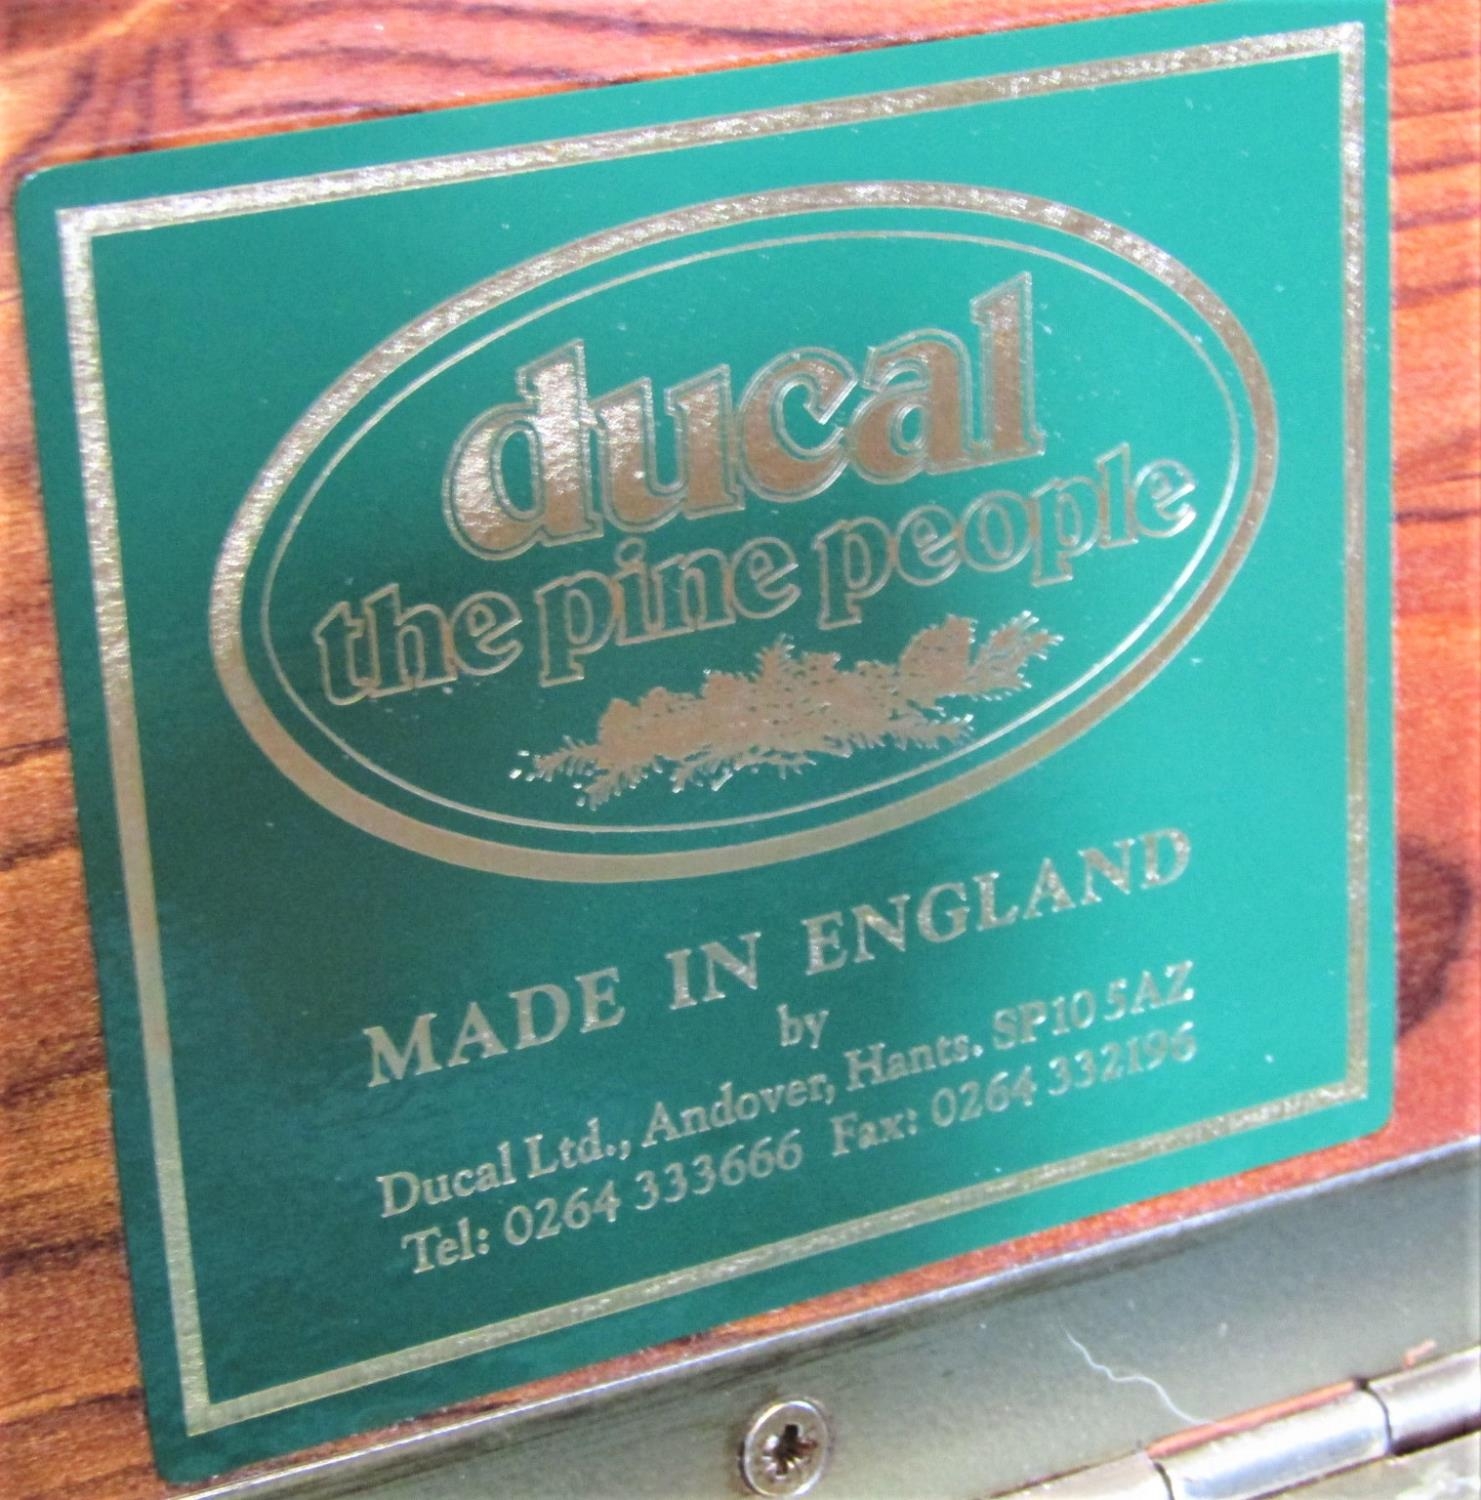 ducal
the pine people
MADE IN ENGLAND
by
Ducal Ltd., Andover, Hants. SP10 5AZ
Tel: 0264 333666 Fax: 0264 332196